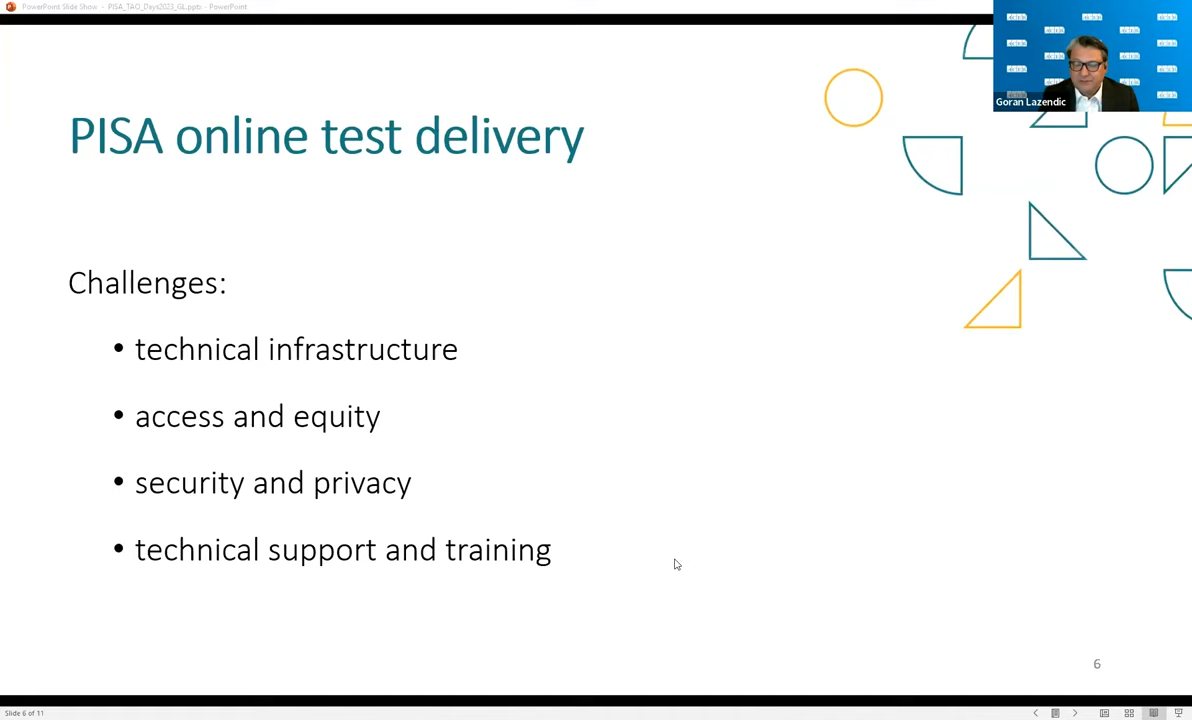 PowerPoint Slide Show - PISA_TAO_Days2023_GL.pptx - PowerPoint
Goran Lazendic
PISA online test delivery
Challenges:
• technical infrastructure
• access and equity
• security and privacy
• technical support and training
6
Slide 6 of 11